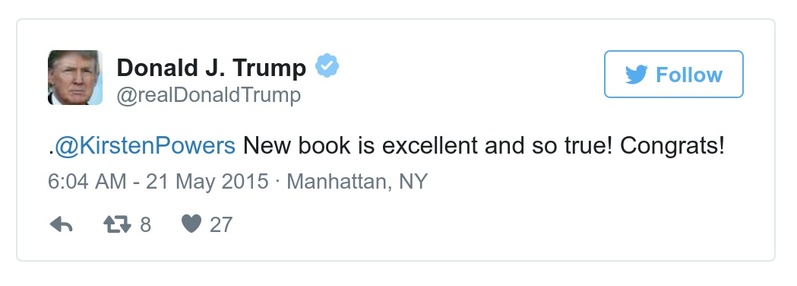 Donald J. Trump
@realDonaldTrump
Follow
.@KirstenPowers New book is excellent and so true! Congrats!
6:04 AM - 21 May 2015 · Manhattan, NY
8 27